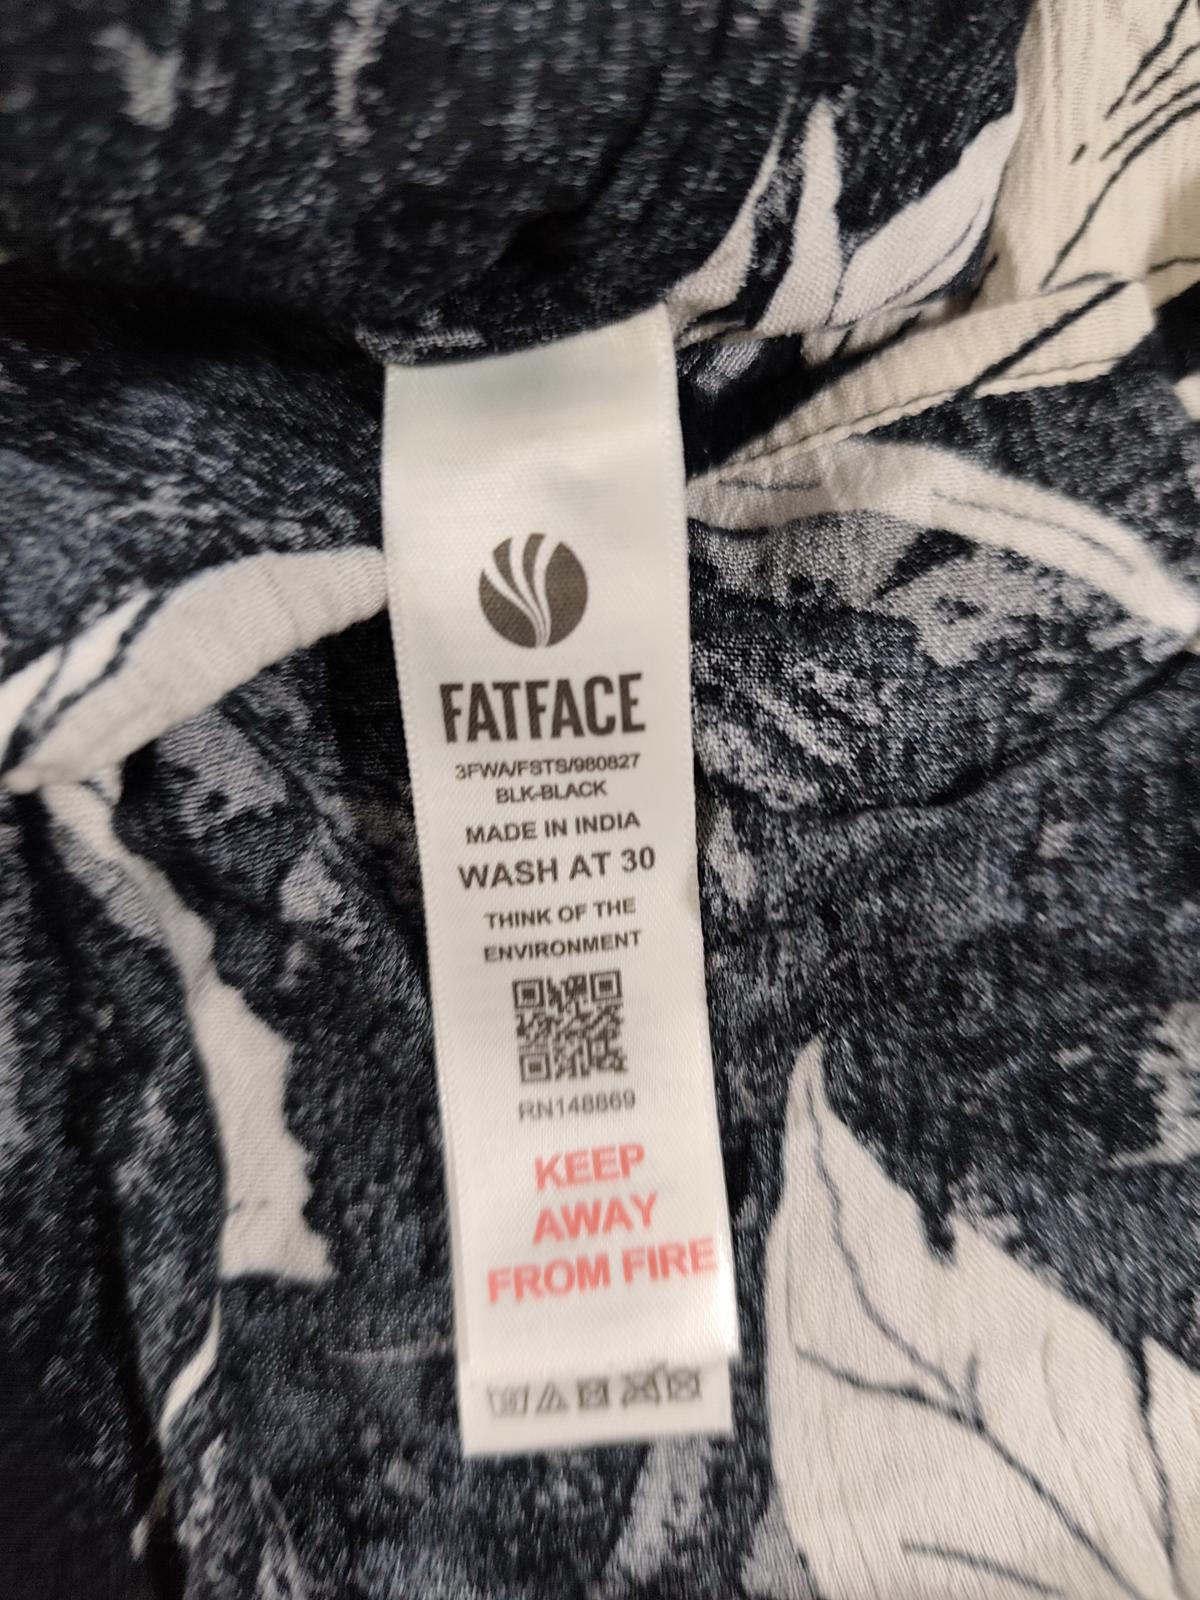 FATFACE
3FWA/FSTS/980827
BLK-BLACK
MADE IN INDIA
WASH AT 30
THINK OF THE
ENVIRONMENT
RN148869
KEEP
AWAY
FROM FIRE